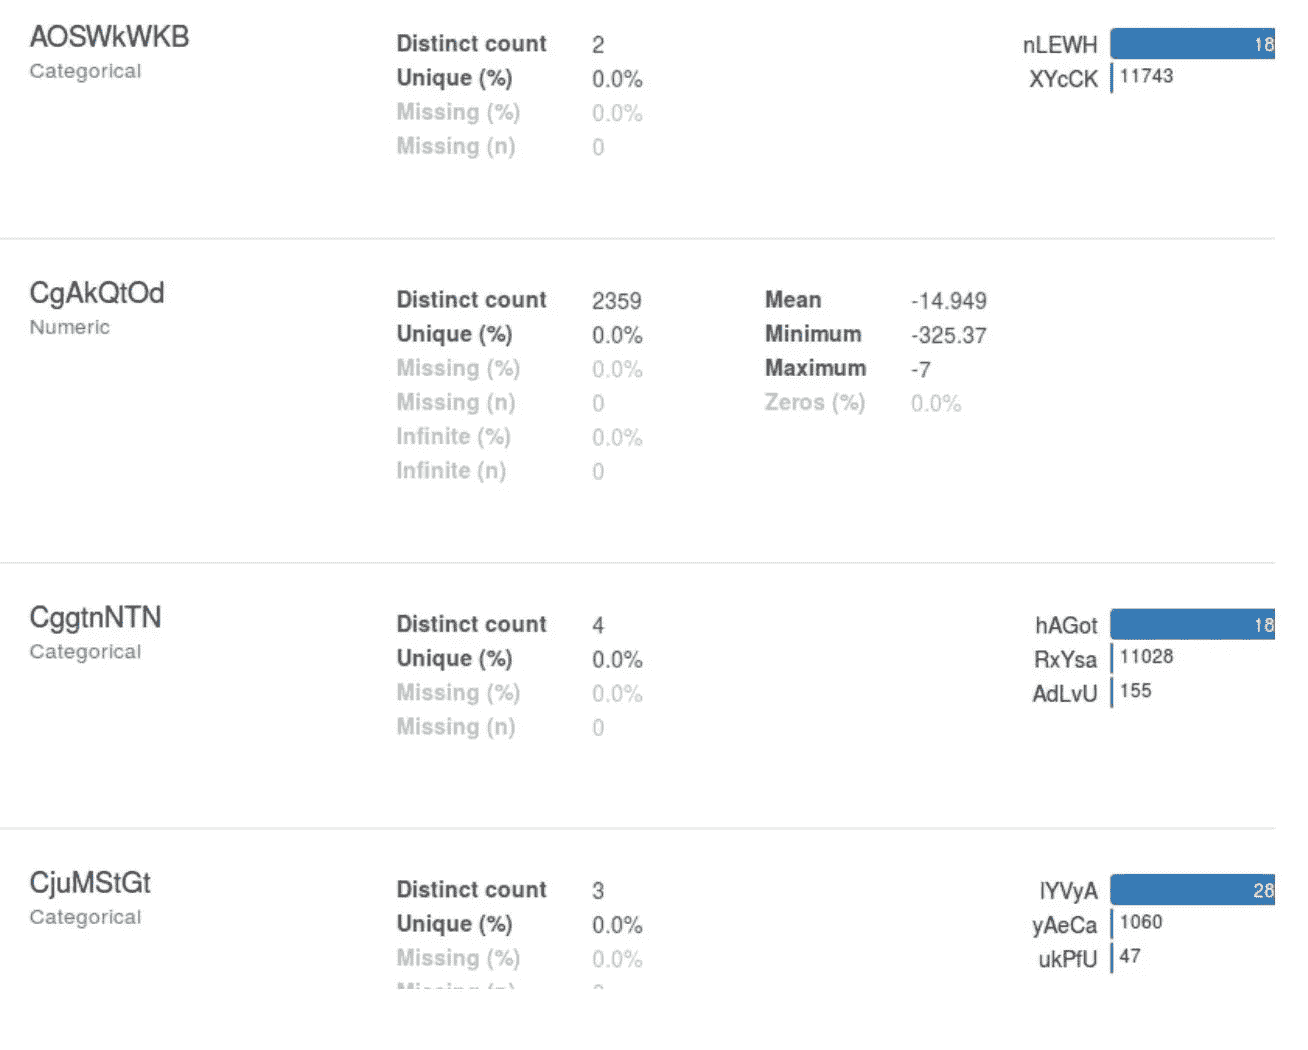 AOSWkWKB
Categorical
Distinct count 2
Unique (%) 0.0%
Missing (%) 0.0%
Missing (n) 0
nLEWH 18
XYcCK 11743
CgAkQtOd
Numeric
Distinct count 2359
Unique (%) 0.0%
Missing (%) 0.0%
Missing (n) 0
Infinite (%) 0.0%
Infinite (n) 0
Mean -14.949
Minimum -325.37
Maximum -7
Zeros (%) 0.0%
CggtnNTN
Categorical
Distinct count 4
Unique (%) 0.0%
Missing (%) 0.0%
Missing (n) 0
hAGot 18
RxYsa 11028
AdLvU 155
CjuMStGt
Categorical
Distinct count 3
Unique (%) 0.0%
Missing (%) 0.0%
lYVyA 28
yAeCa 1060
ukPfU 47